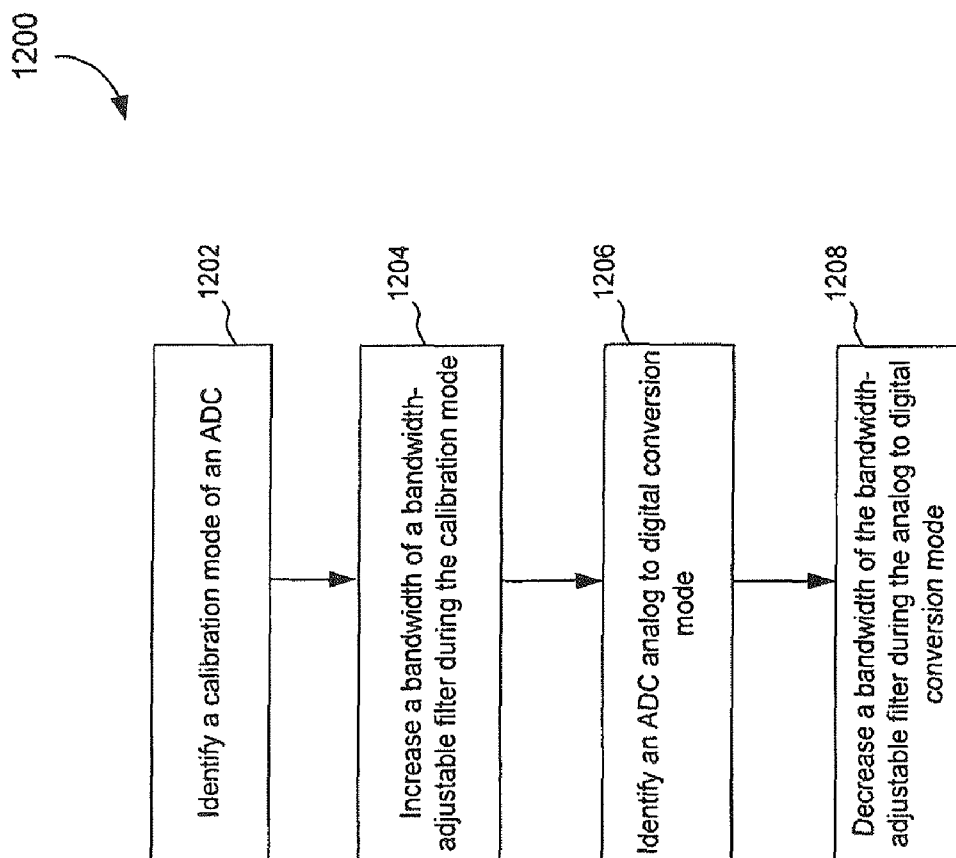 1200
1202
Identify a calibration mode of an ADC
1204
Increase a bandwidth of a bandwidth-
adjustable filter during the calibration mode
1206
Identify an ADC analog to digital conversion
mode
1208
Decrease a bandwidth of the bandwidth-
adjustable filter during the analog to digital
conversion mode